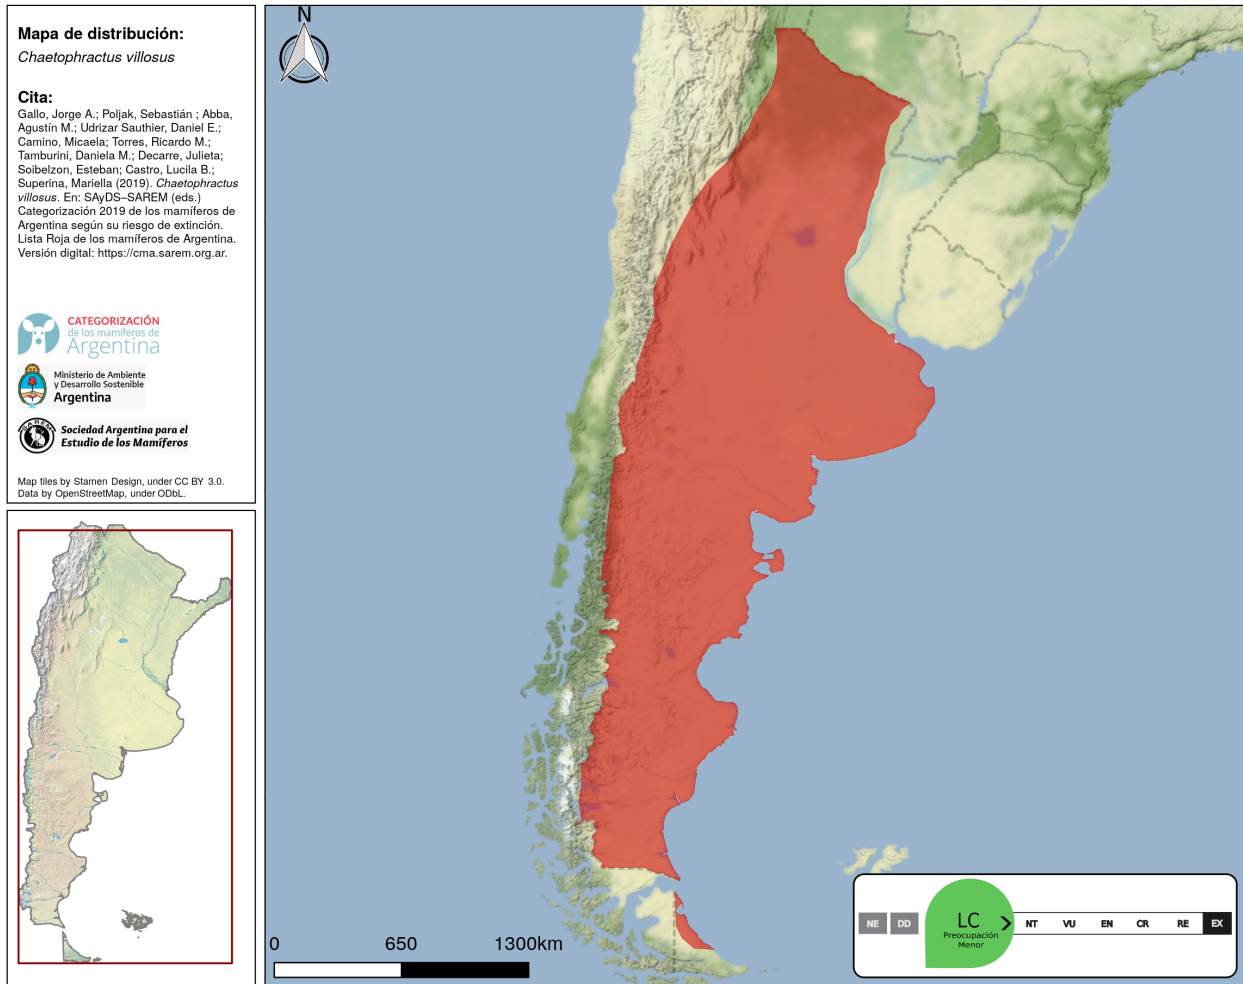 Mapa de distribución:
Chaetophractus villosus
Cita:
Gallo, Jorge A.; Poljak, Sebastián ; Abba,
Agustín M.; Udrizar Sauthier, Daniel E.;
Camino, Micaela; Torres, Ricardo M.;
Tamburini, Daniela M.; Decarre, Julieta;
Soibelzon, Esteban; Castro, Lucila B.;
Superina, Mariella (2019). Chaetophractus
villosus. En: SAyDS–SAREM (eds.)
Categorización 2019 de los mamíferos de
Argentina según su riesgo de extinción.
Lista Roja de los mamíferos de Argentina.
Versión digital: https://cma.sarem.org.ar.
CATEGORIZACIÓN
de los mamíferos de
Argentina
Ministerio de Ambiente
y Desarrollo Sostenible
Argentina
SAREM
Sociedad Argentina para el
Estudio de los Mamíferos
Map tiles by Stamen Design, under CC BY 3.0.
Data by OpenStreetMap, under ODbL.
N
0 650 1300km
NE DD LC NT VU EN CR RE EX
Preocupación
Menor